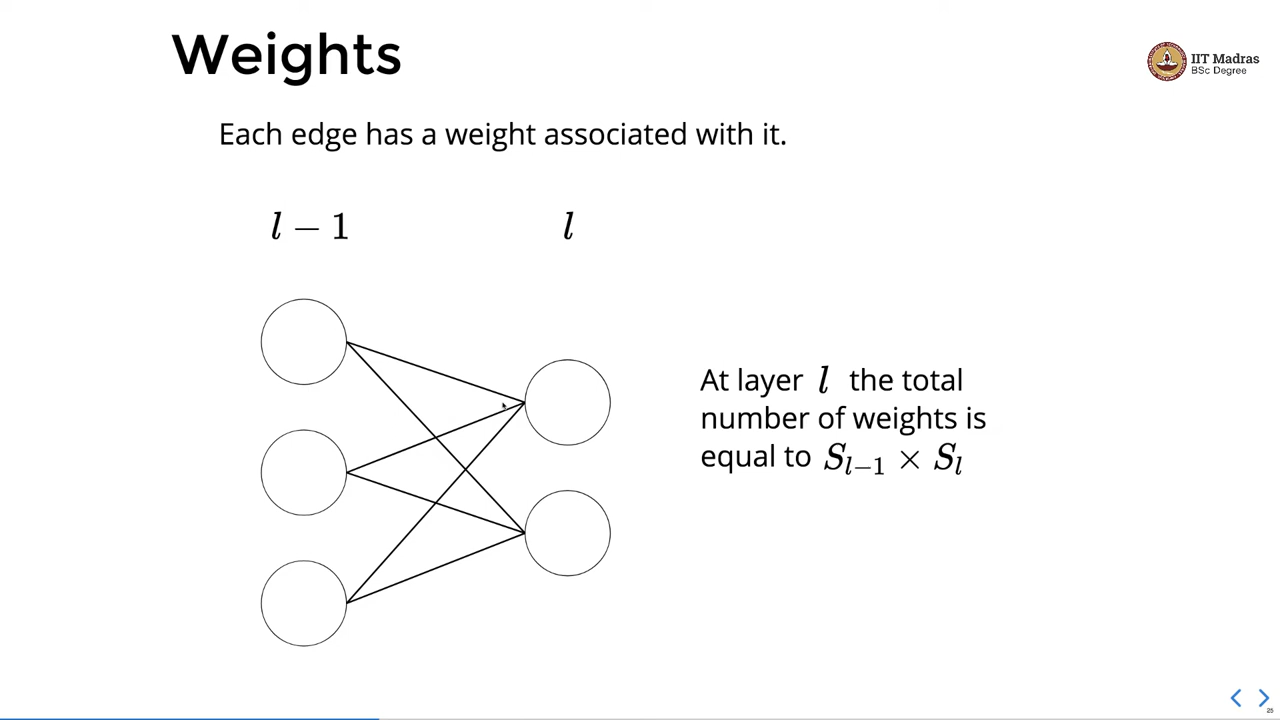 Weights
IIT Madras
BSc Degree
Each edge has a weight associated with it.
l − 1
l
At layer l the total
number of weights is
equal to S_{l−1} × S_l
25